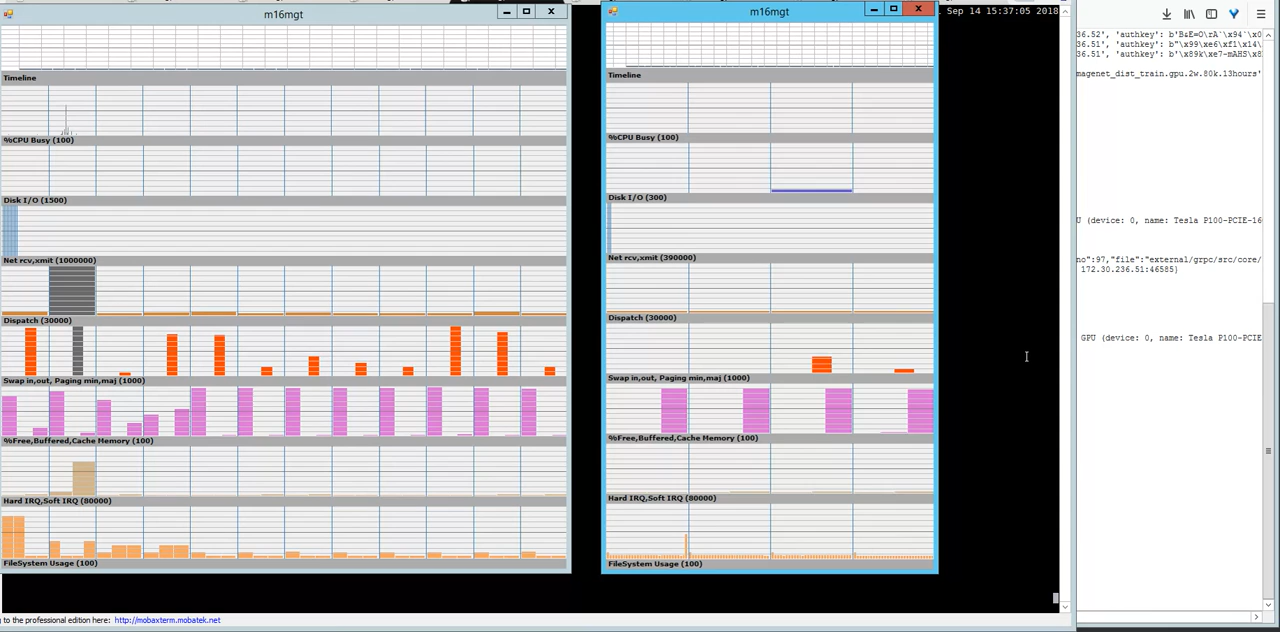 m16mgt
Timeline
%CPU Busy (100)
Disk I/O (1500)
Net rcv,xmit (1000000)
Dispatch (30000)
Swap in,out, Paging min,maj (1000)
%Free,Buffered,Cache Memory (100)
Hard IRQ,Soft IRQ (80000)
FileSystem Usage (100)
m16mgt
Timeline
%CPU Busy (100)
Disk I/O (300)
Net rcv,xmit (390000)
Dispatch (30000)
Swap in,out, Paging min,maj (1000)
%Free,Buffered,Cache Memory (100)
Hard IRQ,Soft IRQ (80000)
FileSystem Usage (100)
Sep 14 15:37:05 2018
36.52', 'authkey': b'B&E=0\rA`\x94`\x0
36.51', 'authkey': b"\x99\xe6\xf1\x14\
36.51', 'authkey': b'\x89k\xe7-mAHS\x8
magenet_dist_train.gpu.2w.80k.13hours'
U (device: 0, name: Tesla P100-PCIE-16
no":97,"file":"external/grpc/src/core/
172.30.236.51:46585}
GPU (device: 0, name: Tesla P100-PCIE
to the professional edition here: http://mobaxterm.mobatek.net